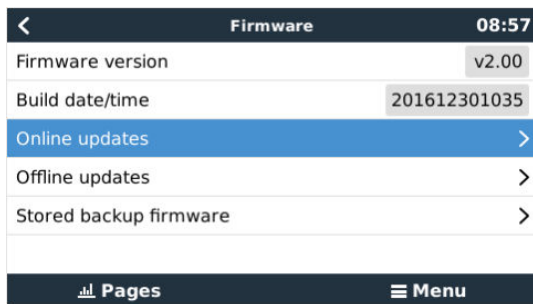 Firmware 08:57
Firmware version v2.00
Build date/time 201612301035
Online updates
Offline updates
Stored backup firmware
Pages Menu